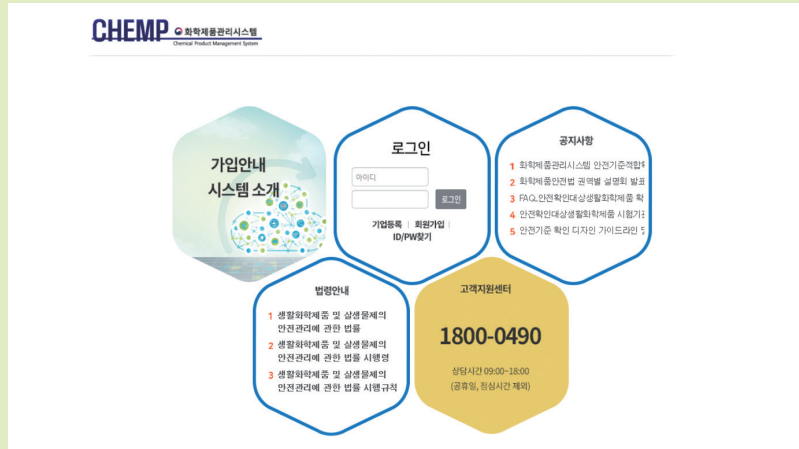 CHEMP 화학제품관리시스템
Chemical Product Management System
가입안내
시스템 소개
로그인
아이디
로그인
기업등록 | 회원가입 |
ID/PW찾기
공지사항
1 화학제품관리시스템 안전기준적합확
2 화학제품안전법 권역별 설명회 발표
3 FAQ_안전확인대상생활화학제품 확
4 안전확인대상생활화학제품 시험기관
5 안전기준 확인 디자인 가이드라인 및
법령안내
1 생활화학제품 및 살생물제의
안전관리에 관한 법률
2 생활화학제품 및 살생물제의
안전관리에 관한 법률 시행령
3 생활화학제품 및 살생물제의
안전관리에 관한 법률 시행규칙
고객지원센터
1800-0490
상담시간 09:00~18:00
(공휴일, 점심시간 제외)